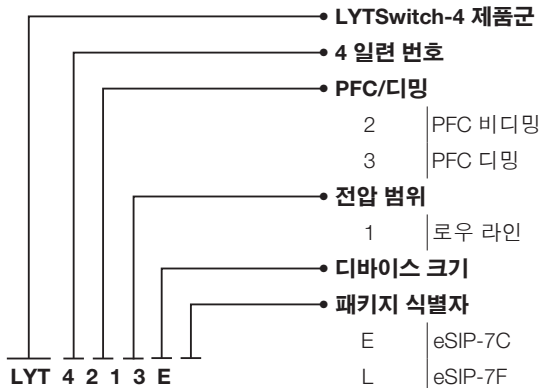 LYTSwitch-4 제품군
4 일련 번호
PFC/디밍
2 PFC 비디밍
3 PFC 디밍
전압 범위
1 로우 라인
디바이스 크기
패키지 식별자
E eSIP-7C
L eSIP-7F
LYT 4 2 1 3 E